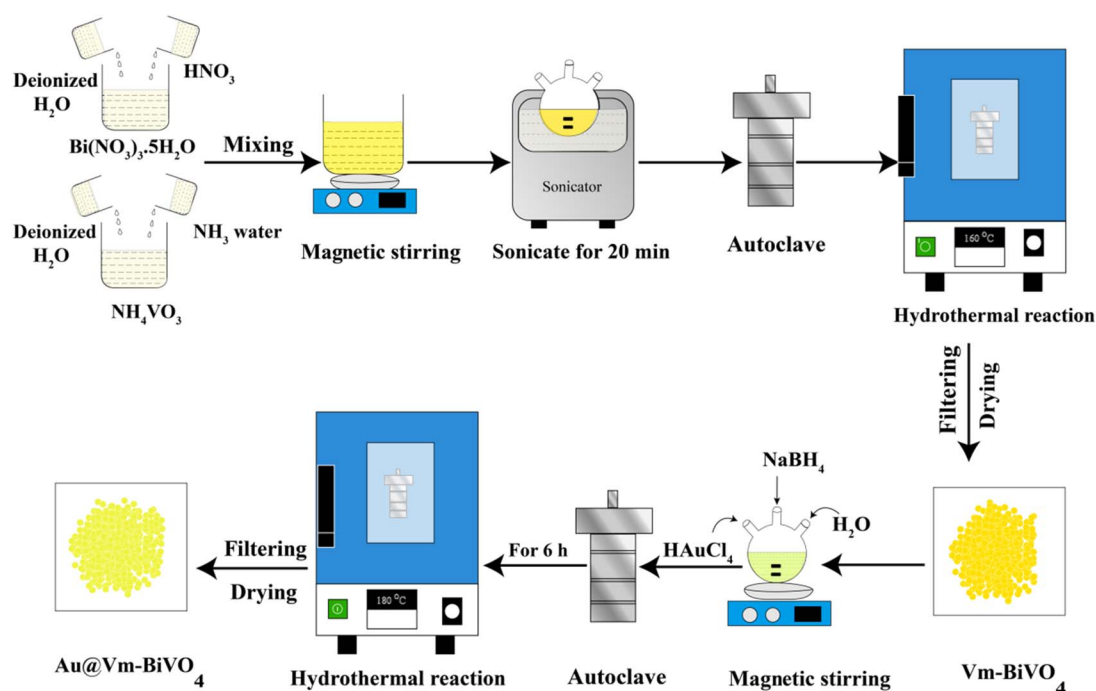 Deionized
H₂O
HNO₃
Bi(NO₃)₃.5H₂O
Deionized
H₂O
NH₃ water
NH₄VO₃
Mixing
Magnetic stirring
Sonicator
Sonicate for 20 min
Autoclave
160 °C
Hydrothermal reaction
Filtering
Drying
Vm-BiVO₄
NaBH₄
H₂O
HAuCl₄
Magnetic stirring
Autoclave
For 6 h
180 °C
Hydrothermal reaction
Filtering
Drying
Au@Vm-BiVO₄